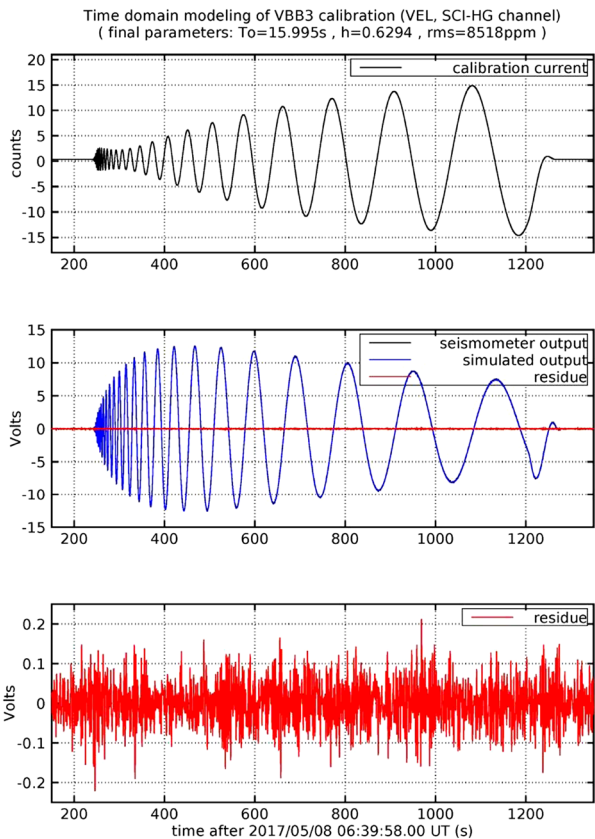 Time domain modeling of VBB3 calibration (VEL, SCI-HG channel)
( final parameters: To=15.995s , h=0.6294 , rms=8518ppm )
calibration current
counts
20
15
10
5
0
-5
-10
-15
200 400 600 800 1000 1200
seismometer output
simulated output
residue
Volts
15
10
5
0
-5
-10
-15
200 400 600 800 1000 1200
residue
Volts
0.2
0.1
0
-0.1
-0.2
200 400 600 800 1000 1200
time after 2017/05/08 06:39:58.00 UT (s)